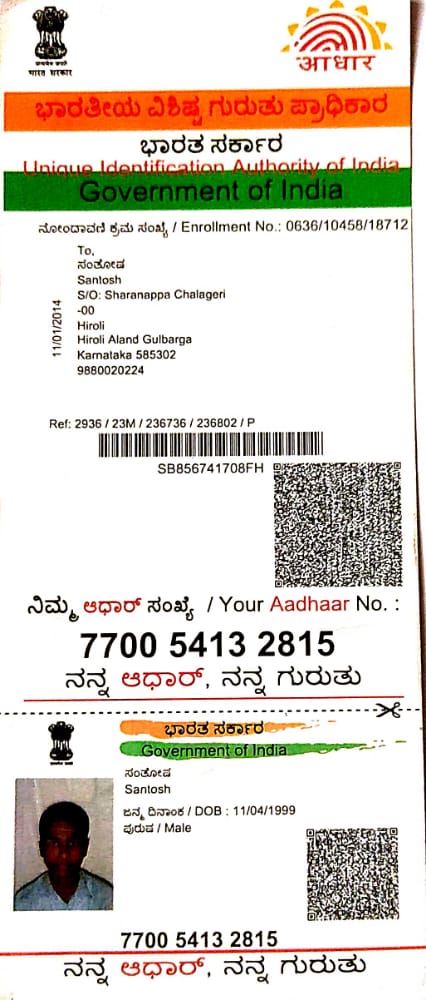 भारत सरकार
आधार
ಭಾರತೀಯ ವಿಶಿಷ್ಟ ಗುರುತು ಪ್ರಾಧಿಕಾರ
ಭಾರತ ಸರ್ಕಾರ
Unique Identification Authority of India
Government of India
ನೋಂದಾವಣಿ ಕ್ರಮ ಸಂಖ್ಯೆ / Enrollment No.: 0636/10458/18712
To,
ಸಂತೋಷ
Santosh
S/O: Sharanappa Chalageri
-00
Hiroli
Hiroli Aland Gulbarga
Karnataka 585302
9880020224
11/01/2014
Ref: 2936 / 23M / 236736 / 236802 / P
SB856741708FH
ನಿಮ್ಮ ಆಧಾರ್ ಸಂಖ್ಯೆ / Your Aadhaar No. :
7700 5413 2815
ನನ್ನ ಆಧಾರ್, ನನ್ನ ಗುರುತು
ಭಾರತ ಸರ್ಕಾರ
Government of India
ಸಂತೋಷ
Santosh
ಜನ್ಮ ದಿನಾಂಕ / DOB : 11/04/1999
ಪುರುಷ / Male
7700 5413 2815
ನನ್ನ ಆಧಾರ್, ನನ್ನ ಗುರುತು